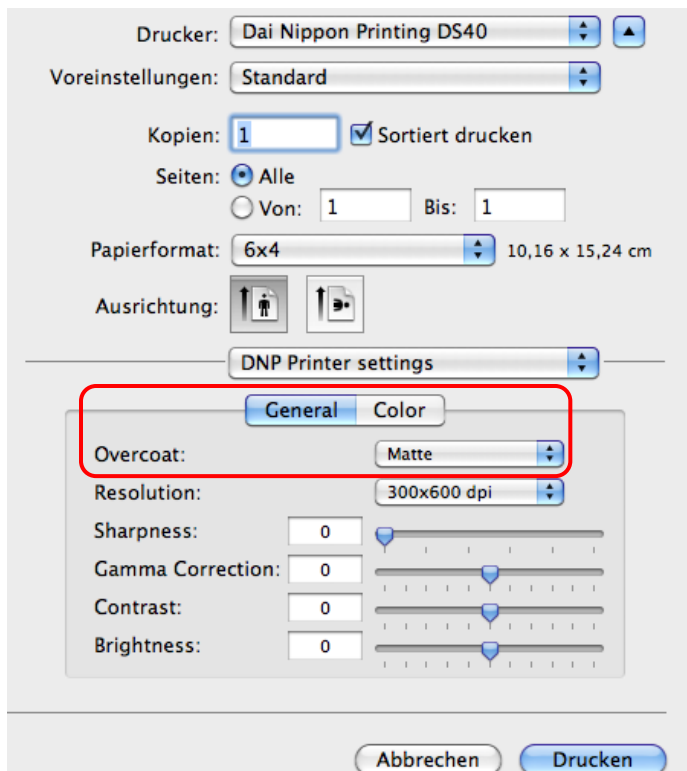 Drucker: Dai Nippon Printing DS40
Voreinstellungen: Standard
Kopien: 1 Sortiert drucken
Seiten: Alle
Von: 1 Bis: 1
Papierformat: 6x4 10,16 x 15,24 cm
Ausrichtung:
DNP Printer settings
General Color
Overcoat: Matte
Resolution: 300x600 dpi
Sharpness: 0
Gamma Correction: 0
Contrast: 0
Brightness: 0
Abbrechen Drucken